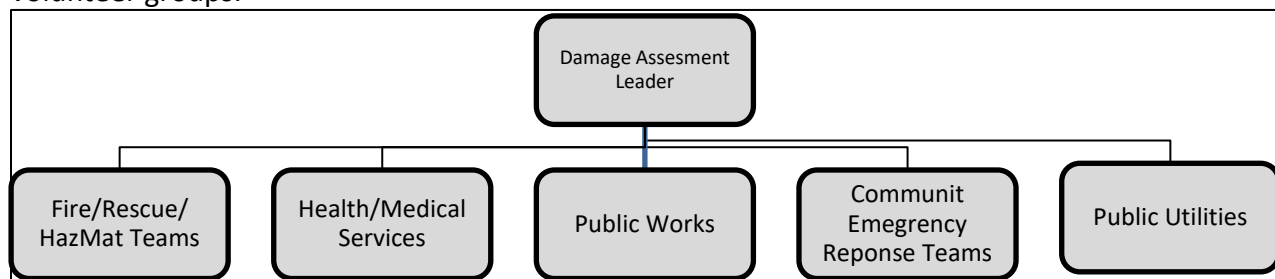 volunteer groups.
Damage Assesment
Leader
Fire/Rescue/
HazMat Teams
Health/Medical
Services
Public Works
Communit
Emegrency
Reponse Teams
Public Utilities